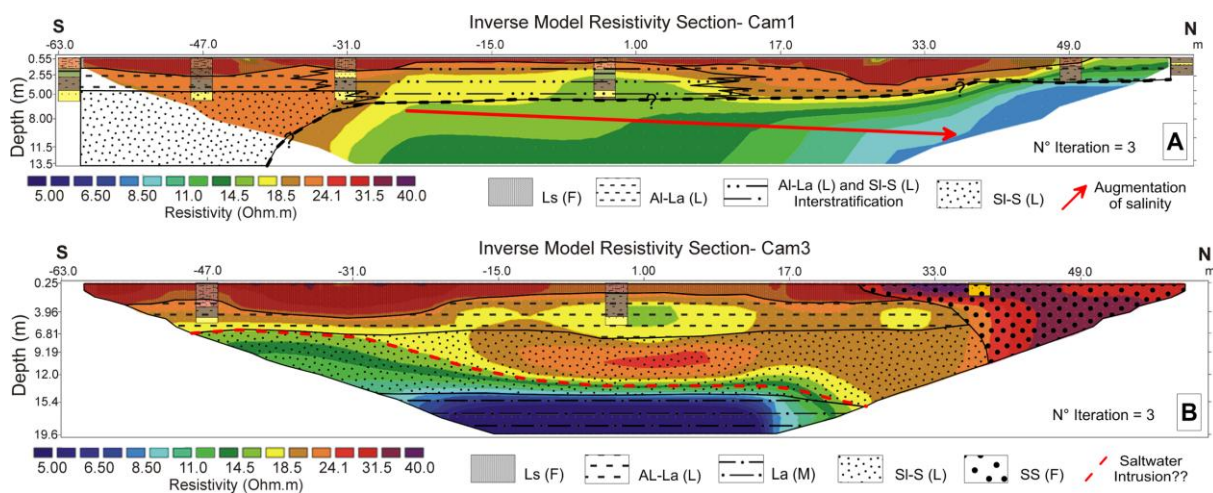 Inverse Model Resistivity Section- Cam1
S
N
-63.0 -47.0 -31.0 -15.0 1.00 17.0 33.0 49.0 m
Depth (m)
0.55
2.55
5.00
8.00
11.5
13.5
?
?
?
A
N° Iteration = 3
5.00 6.50 8.50 11.0 14.5 18.5 24.1 31.5 40.0
Resistivity (Ohm.m)
Ls (F)
Al-La (L)
Al-La (L) and Sl-S (L)
Interstratification
Sl-S (L)
Augmentation
of salinity
Inverse Model Resistivity Section- Cam3
S
N
-63.0 -47.0 -31.0 -15.0 1.00 17.0 33.0 49.0 m
Depth (m)
0.25
3.96
6.81
9.19
12.0
15.4
19.6
N° Iteration = 3
B
5.00 6.50 8.50 11.0 14.5 18.5 24.1 31.5 40.0
Resistivity (Ohm.m)
Ls (F)
AL-La (L)
La (M)
Sl-S (L)
SS (F)
Saltwater
Intrusion??